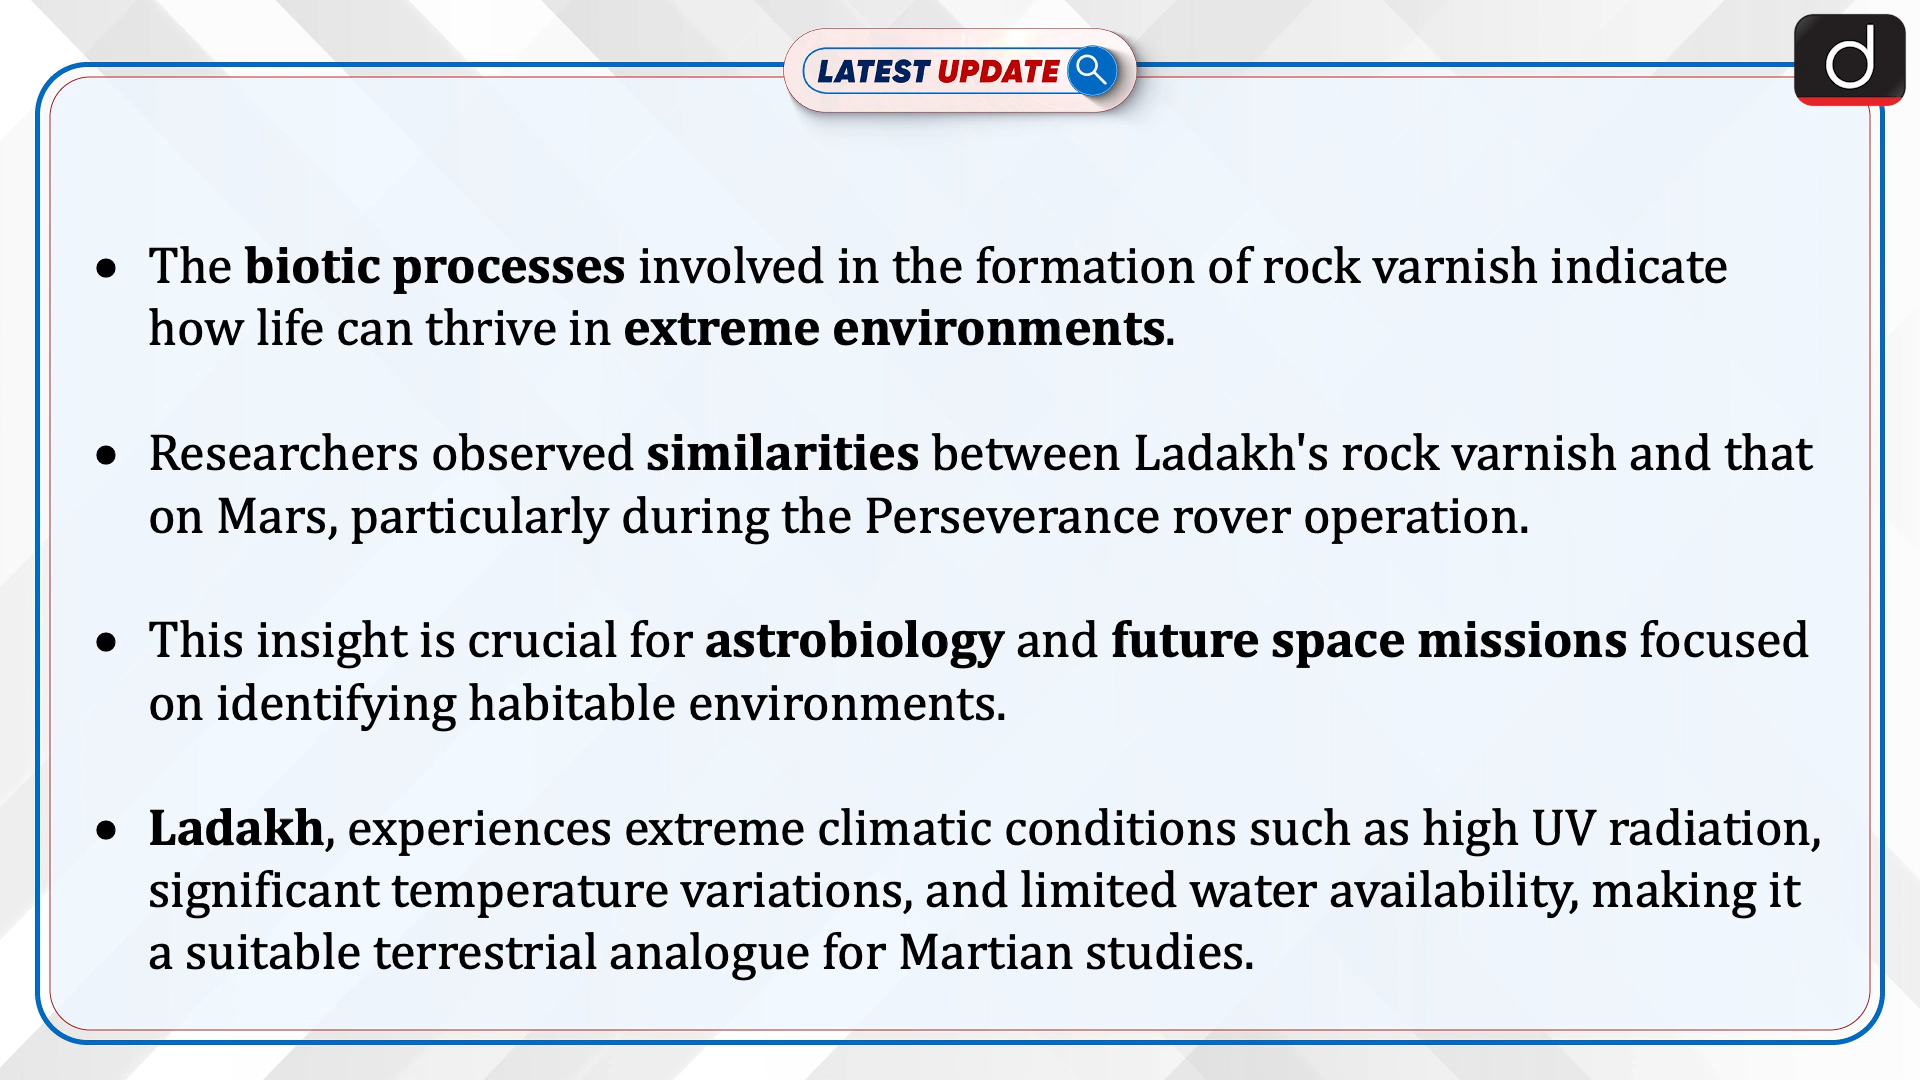 LATEST UPDATE
d
• The biotic processes involved in the formation of rock varnish indicate
how life can thrive in extreme environments.
• Researchers observed similarities between Ladakh's rock varnish and that
on Mars, particularly during the Perseverance rover operation.
• This insight is crucial for astrobiology and future space missions focused
on identifying habitable environments.
• Ladakh, experiences extreme climatic conditions such as high UV radiation,
significant temperature variations, and limited water availability, making it
a suitable terrestrial analogue for Martian studies.